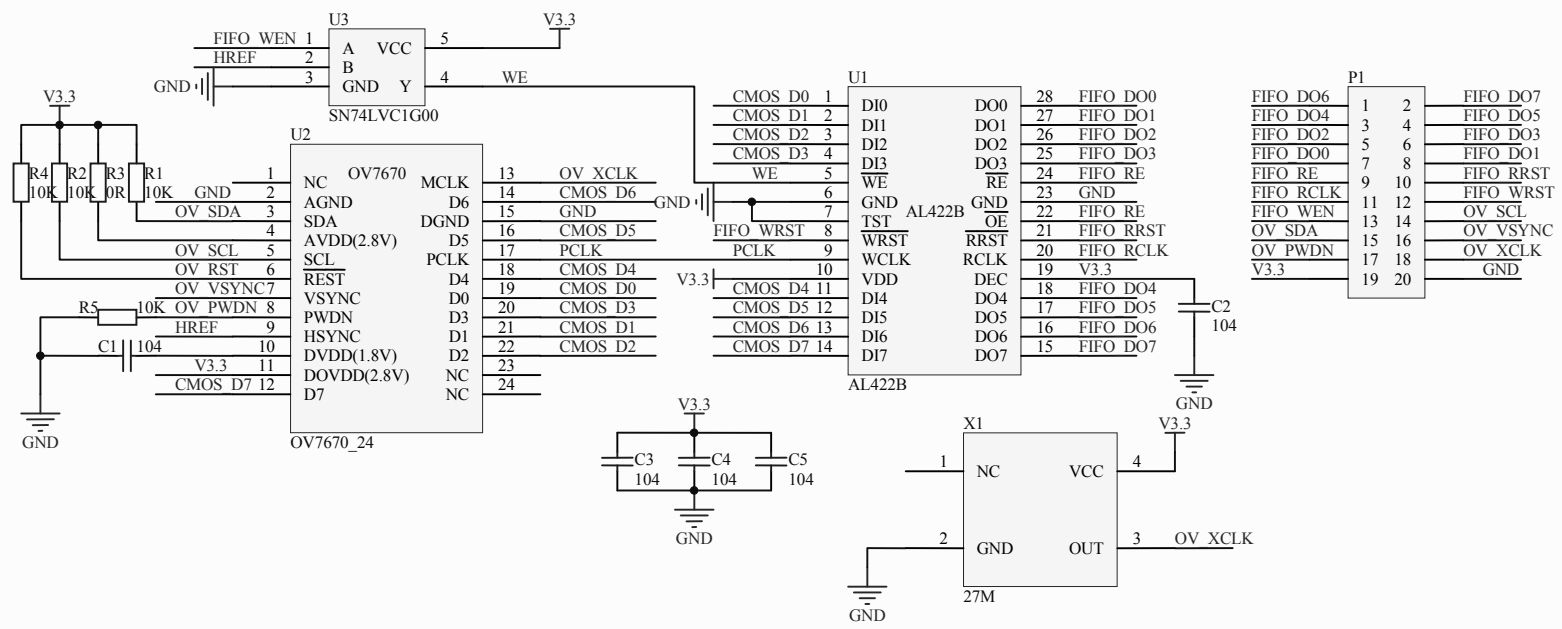 U3
FIFO_WEN 1 A VCC 5 V3.3
HREF 2 B
GND 3 GND Y 4 WE
SN74LVC1G00
V3.3
R4 10K R2 10K R3 0R R1 10K
U2
OV7670
1 NC MCLK 13 OV_XCLK
GND 2 AGND D6 14 CMOS_D6
OV_SDA 3 SDA DGND 15 GND
4 AVDD(2.8V) D5 16 CMOS_D5
OV_SCL 5 SCL PCLK 17 PCLK
OV_RST 6 REST D4 18 CMOS_D4
OV_VSYNC 7 VSYNC D0 19 CMOS_D0
R5 10K OV_PWDN 8 PWDN D3 20 CMOS_D3
HREF 9 HSYNC D1 21 CMOS_D1
C1 104 10 DVDD(1.8V) D2 22 CMOS_D2
V3.3 11 DOVDD(2.8V) NC 23
CMOS_D7 12 D7 NC 24
GND
OV7670_24
U1
CMOS_D0 1 DI0 DO0 28 FIFO_DO0
CMOS_D1 2 DI1 DO1 27 FIFO_DO1
CMOS_D2 3 DI2 DO2 26 FIFO_DO2
CMOS_D3 4 DI3 DO3 25 FIFO_DO3
WE 5 WE RE 24 FIFO_RE
GND 6 GND GND 23 GND
7 TST AL422B OE 22 FIFO_RE
FIFO_WRST 8 WRST RRST 21 FIFO_RRST
PCLK 9 WCLK RCLK 20 FIFO_RCLK
V3.3 10 VDD DEC 19 V3.3
CMOS_D4 11 DI4 DO4 18 FIFO_DO4
CMOS_D5 12 DI5 DO5 17 FIFO_DO5
CMOS_D6 13 DI6 DO6 16 FIFO_DO6
CMOS_D7 14 DI7 DO7 15 FIFO_DO7
AL422B
C2
104
GND
P1
FIFO_DO6 1 2 FIFO_DO7
FIFO_DO4 3 4 FIFO_DO5
FIFO_DO2 5 6 FIFO_DO3
FIFO_DO0 7 8 FIFO_DO1
FIFO_RE 9 10 FIFO_RRST
FIFO_RCLK 11 12 FIFO_WRST
FIFO_WEN 13 14 OV_SCL
OV_SDA 15 16 OV_VSYNC
OV_PWDN 17 18 OV_XCLK
V3.3 19 20 GND
V3.3
C3 C4 C5
104 104 104
GND
X1
V3.3
1 NC VCC 4
2 GND OUT 3 OV_XCLK
27M
GND